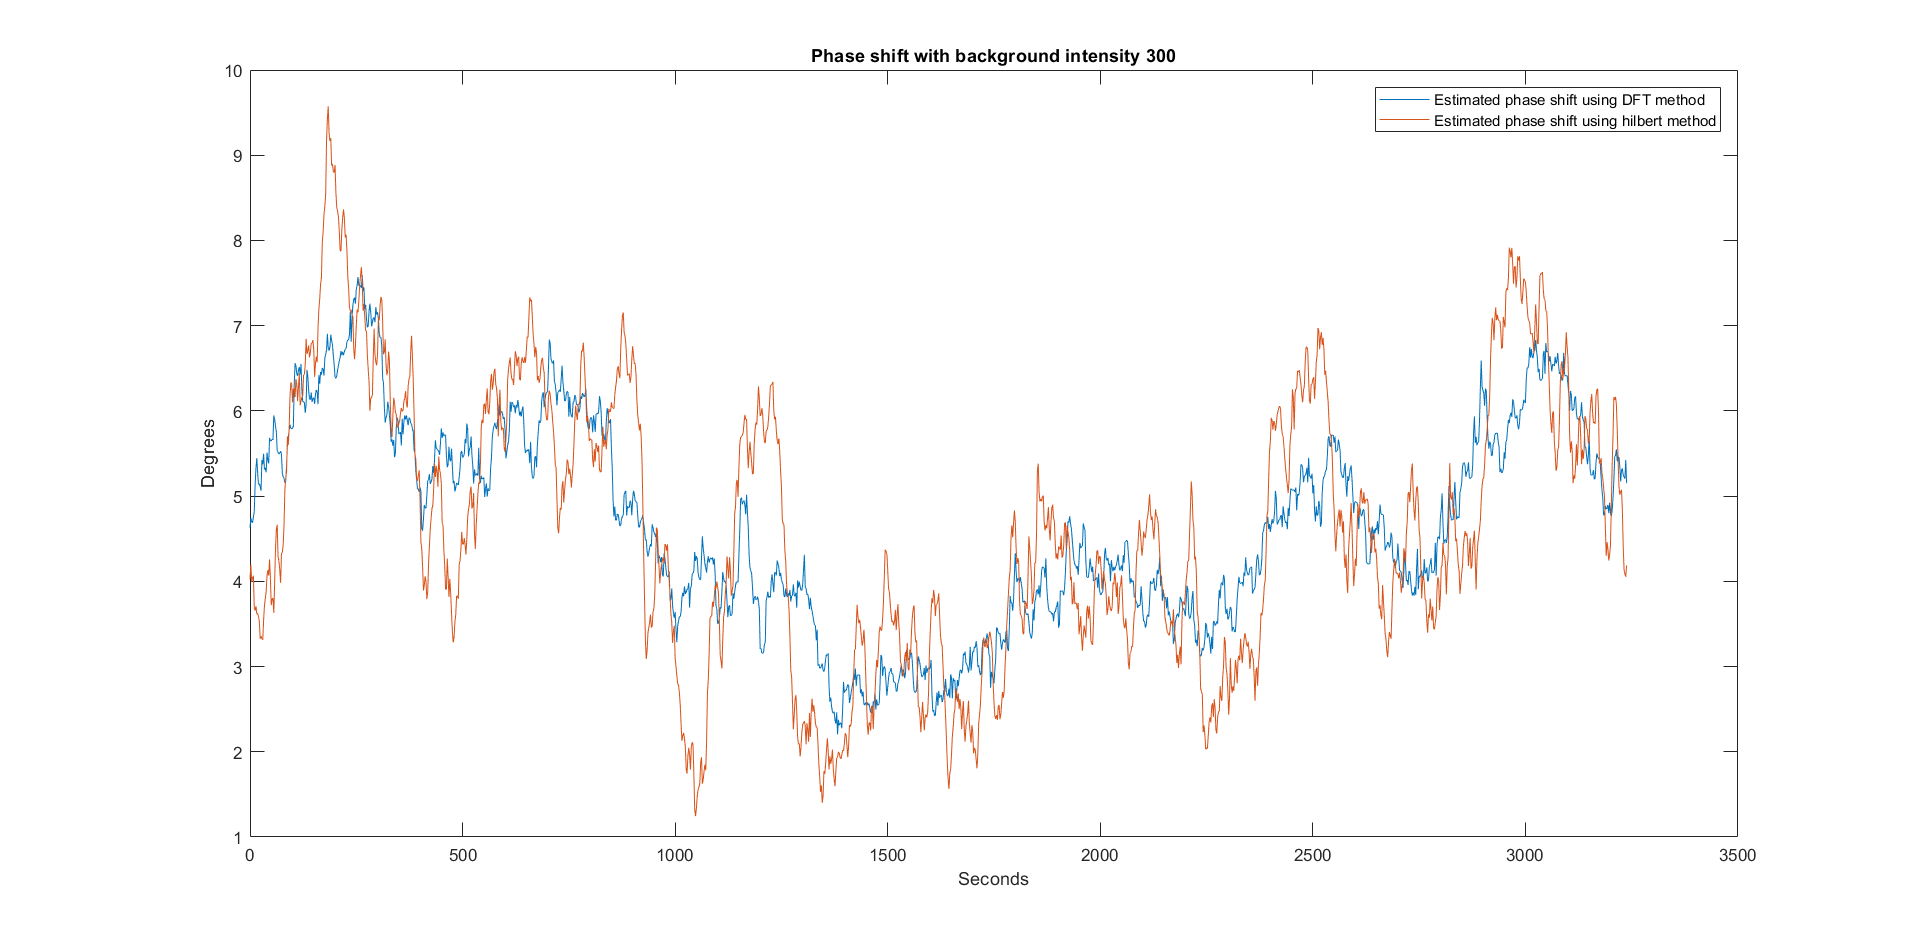 Phase shift with background intensity 300
Estimated phase shift using DFT method
Estimated phase shift using hilbert method
10
9
8
7
6
5
4
3
2
1
Degrees
0 500 1000 1500 2000 2500 3000 3500
Seconds